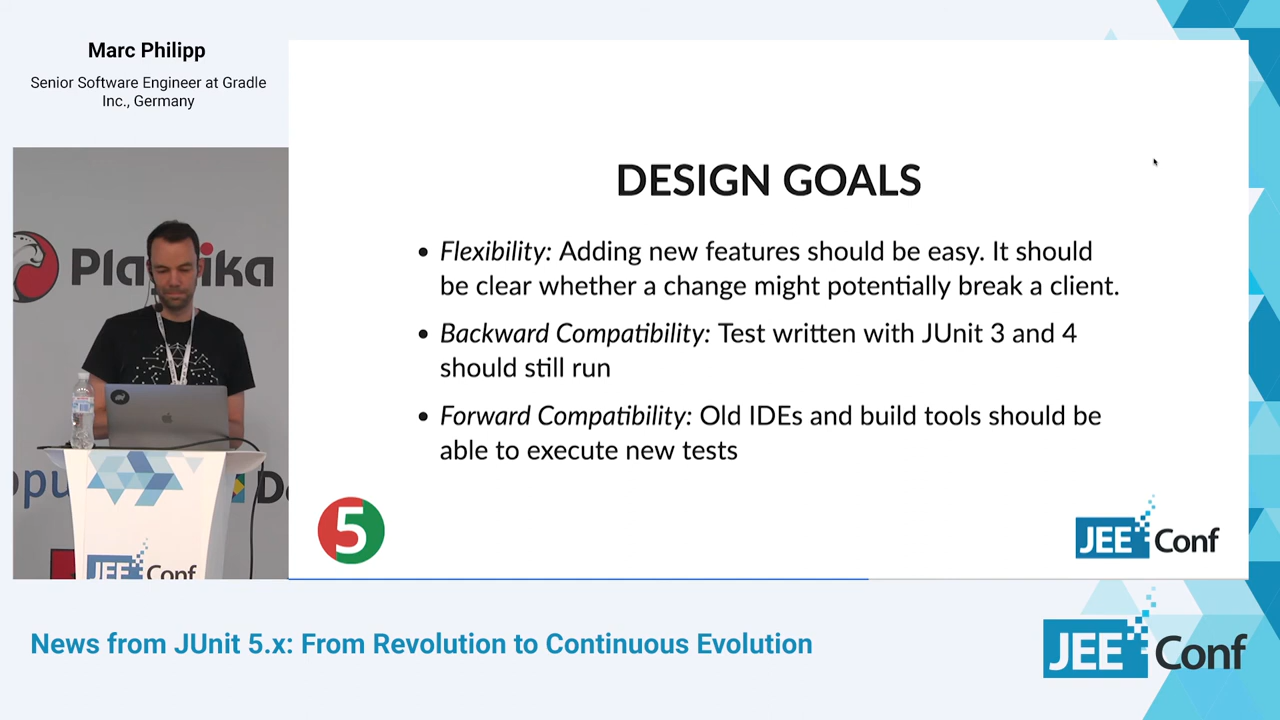 Marc Philipp
Senior Software Engineer at Gradle
Inc., Germany
DESIGN GOALS
• Flexibility: Adding new features should be easy. It should
be clear whether a change might potentially break a client.
• Backward Compatibility: Test written with JUnit 3 and 4
should still run
• Forward Compatibility: Old IDEs and build tools should be
able to execute new tests
5
JEE Conf
JEE Conf
News from JUnit 5.x: From Revolution to Continuous Evolution
JEE Conf